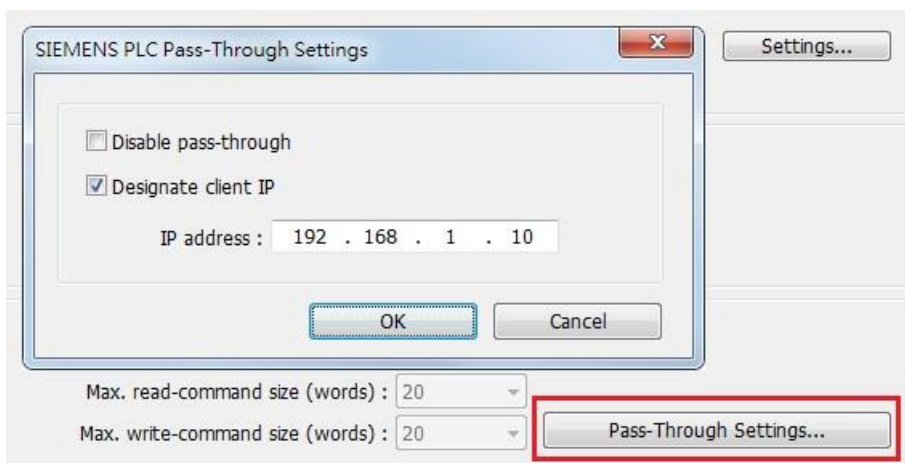 SIEMENS PLC Pass-Through Settings
Settings...
Disable pass-through
Designate client IP
IP address : 192 . 168 . 1 . 10
OK Cancel
Max. read-command size (words) : 20
Max. write-command size (words) : 20
Pass-Through Settings...